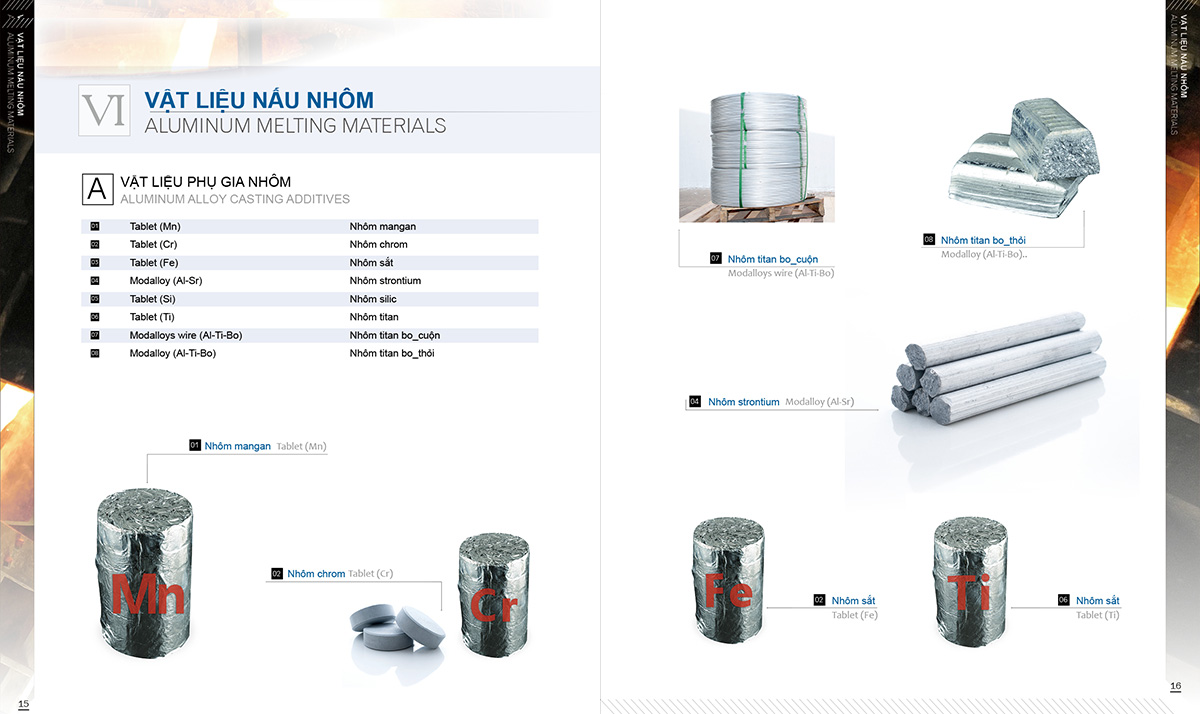 VẬT LIỆU NẤU NHÔM
ALUMINUM MELTING MATERIALS
VI
VẬT LIỆU NẤU NHÔM
ALUMINUM MELTING MATERIALS
A
VẬT LIỆU PHỤ GIA NHÔM
ALUMINUM ALLOY CASTING ADDITIVES
01 Tablet (Mn) Nhôm mangan
02 Tablet (Cr) Nhôm chrom
03 Tablet (Fe) Nhôm sắt
04 Modalloy (Al-Sr) Nhôm strontium
05 Tablet (Si) Nhôm silic
06 Tablet (Ti) Nhôm titan
07 Modalloys wire (Al-Ti-Bo) Nhôm titan bo_cuộn
08 Modalloy (Al-Ti-Bo) Nhôm titan bo_thỏi
01 Nhôm mangan Tablet (Mn)
Mn
02 Nhôm chrom Tablet (Cr)
Cr
15
VẬT LIỆU NẤU NHÔM
ALUMINUM MELTING MATERIALS
07 Nhôm titan bo_cuộn
Modalloys wire (Al-Ti-Bo)
08 Nhôm titan bo_thỏi
Modalloy (Al-Ti-Bo)..
04 Nhôm strontium Modalloy (Al-Sr)
Fe
02 Nhôm sắt
Tablet (Fe)
Ti
06 Nhôm sắt
Tablet (Ti)
16